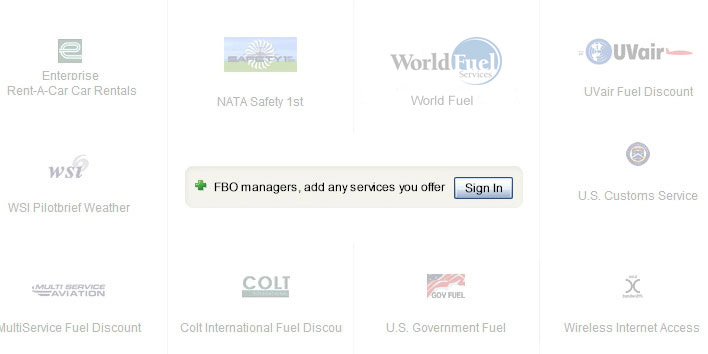 Enterprise
Rent-A-Car Car Rentals
SAFETY 1st
NATA Safety 1st
WorldFuel
Services
World Fuel
UVair
UVair Fuel Discount
wsi
WSI Pilotbrief Weather
FBO managers, add any services you offer
Sign In
U.S. Customs Service
MULTI SERVICE
AVIATION
MultiService Fuel Discount
COLT
Colt International Fuel Discou
GOV FUEL
U.S. Government Fuel
Wireless Internet Access